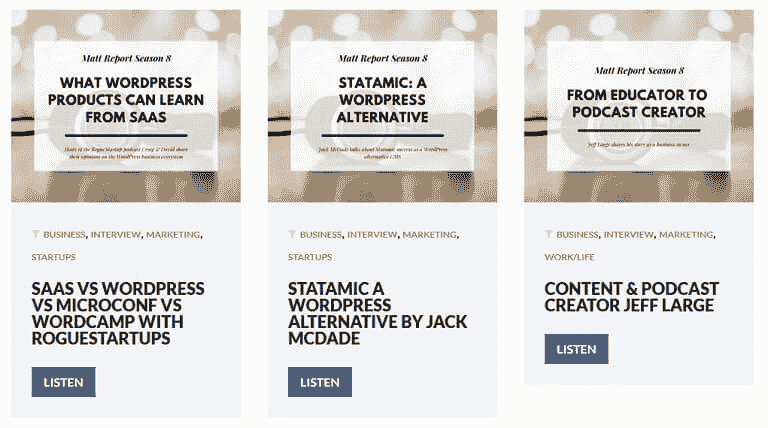 Matt Report Season 8
WHAT WORDPRESS
PRODUCTS CAN LEARN
FROM SAAS
Hosts of the RogueStartup podcast Craig & David share
their opinions on the WordPress business ecosystem
BUSINESS, INTERVIEW, MARKETING,
STARTUPS
SAAS VS WORDPRESS
VS MICROCONF VS
WORDCAMP WITH
ROGUESTARTUPS
LISTEN
Matt Report Season 8
STATAMIC: A
WORDPRESS
ALTERNATIVE
Jack McDade talks about Statamic success as a WordPress
alternative CMS
BUSINESS, INTERVIEW, MARKETING,
STARTUPS
STATAMIC A
WORDPRESS
ALTERNATIVE BY JACK
MCDADE
LISTEN
Matt Report Season 8
FROM EDUCATOR TO
PODCAST CREATOR
Jeff Large shares his story as a business owner
BUSINESS, INTERVIEW, MARKETING,
WORK/LIFE
CONTENT & PODCAST
CREATOR JEFF LARGE
LISTEN